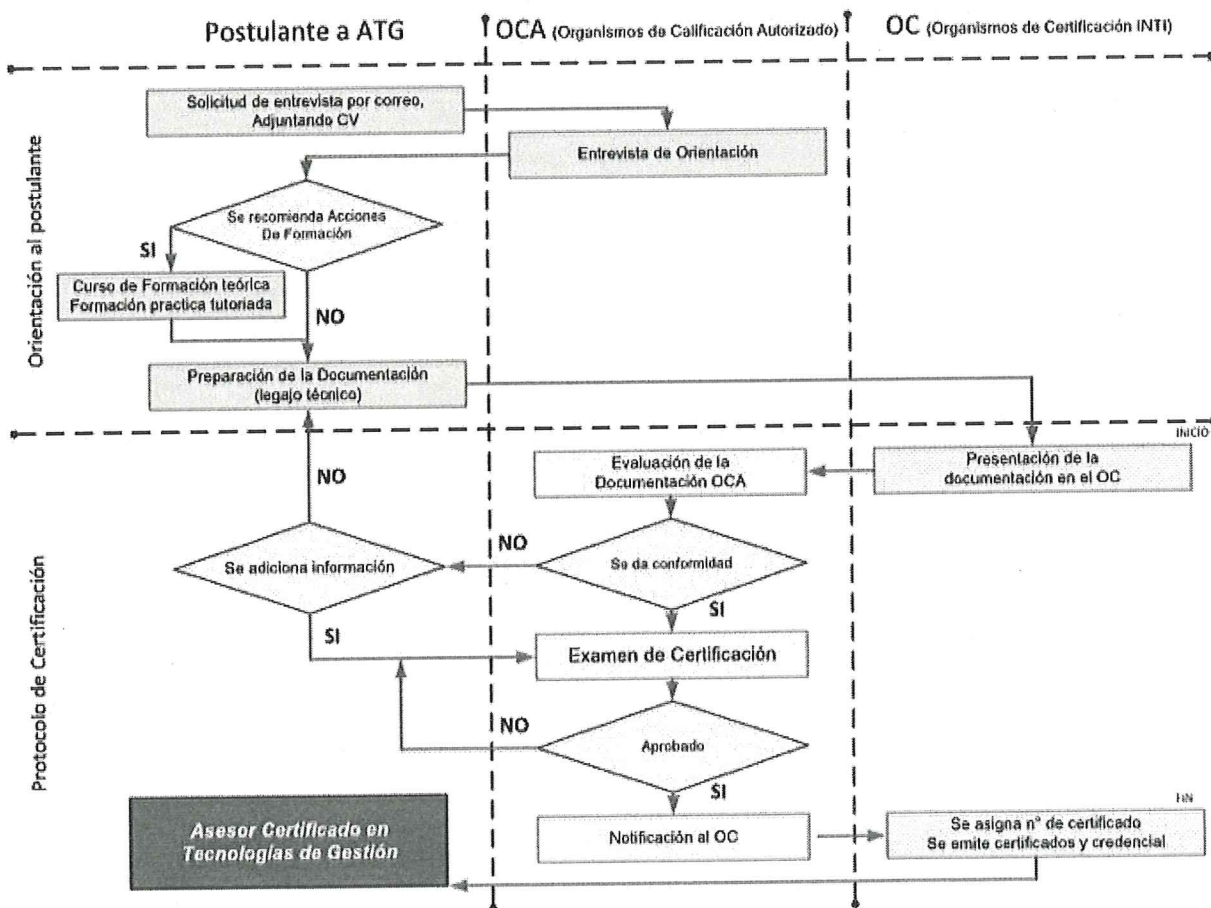 Postulante a ATG
OCA (Organismos de Calificación Autorizado)
OC (Organismos de Certificación INTI)
Orientación al postulante
Solicitud de entrevista por correo,
Adjuntando CV
Entrevista de Orientación
Se recomienda Acciones
De Formación
SI
Curso de Formación teórica
Formación practica tutoriada
NO
Preparación de la Documentación
(legajo técnico)
Protocolo de Certificación
INICIO
Presentación de la
documentación en el OC
Evaluación de la
Documentación OCA
NO
NO
Se adiciona información
Se da conformidad
SI
SI
Examen de Certificación
NO
Aprobado
SI
FIN
Asesor Certificado en
Tecnologías de Gestión
Notificación al OC
Se asigna n° de certificado
Se emite certificados y credencial